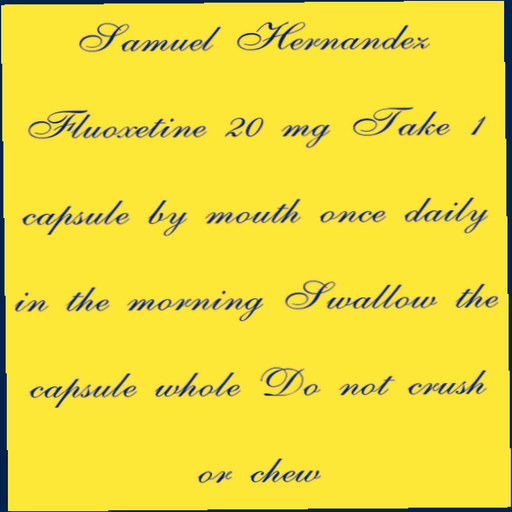 Samuel Hernandez
Fluoxetine 20 mg Take 1
capsule by mouth once daily
in the morning Swallow the
capsule whole Do not crush
or chew